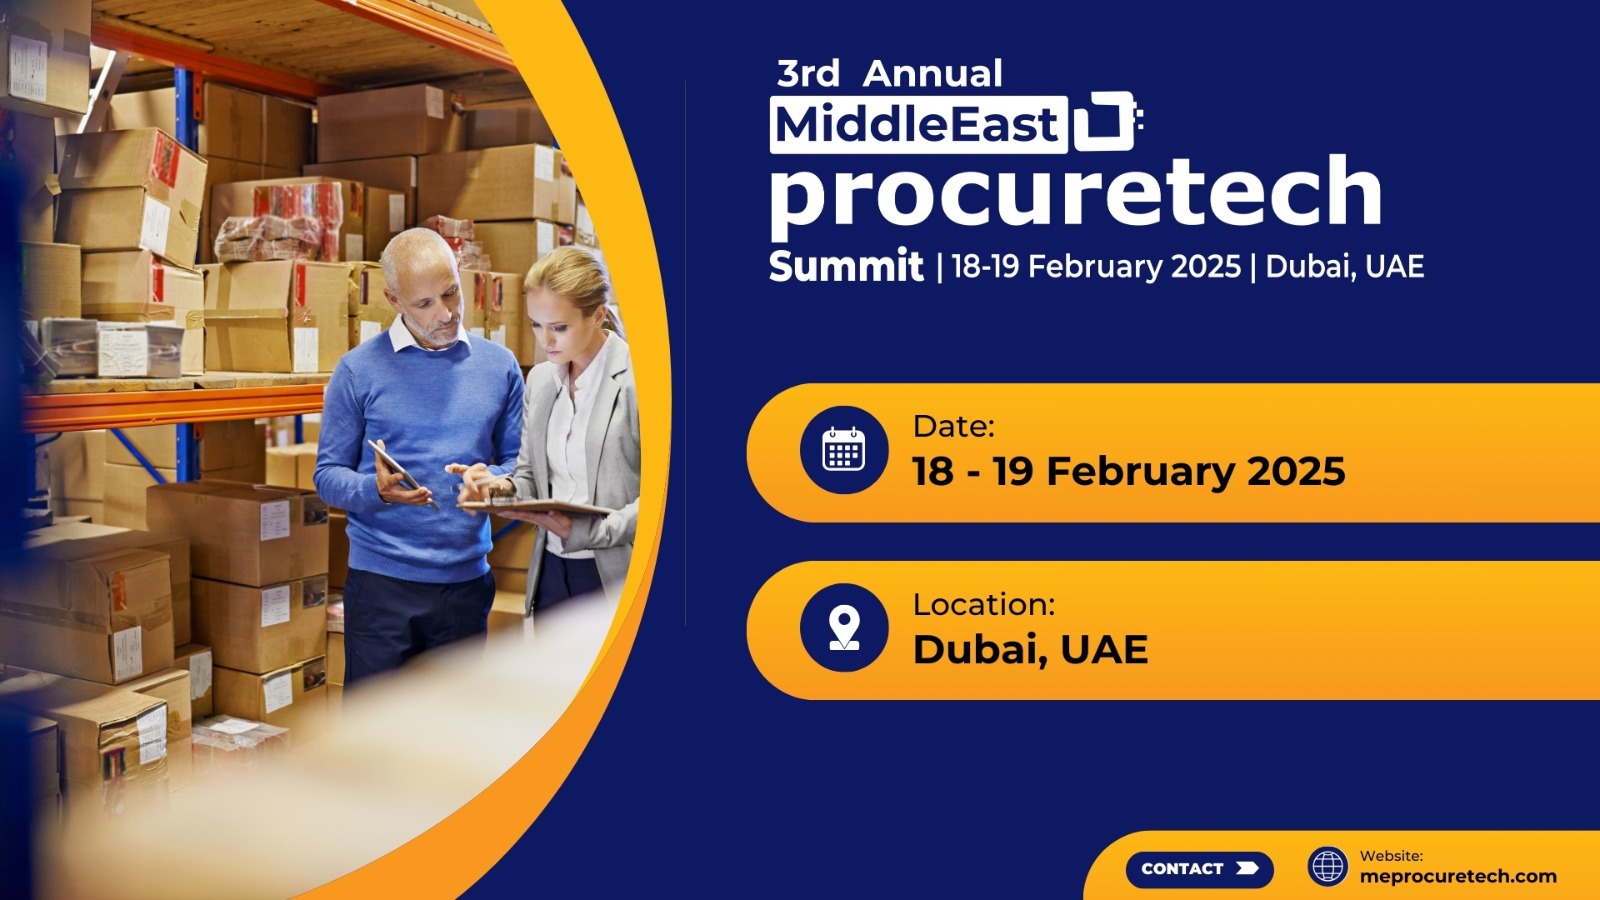 3rd Annual
MiddleEast
procuretech
Summit | 18-19 February 2025 | Dubai, UAE
Date:
18 - 19 February 2025
Location:
Dubai, UAE
CONTACT
Website:
meprocuretech.com